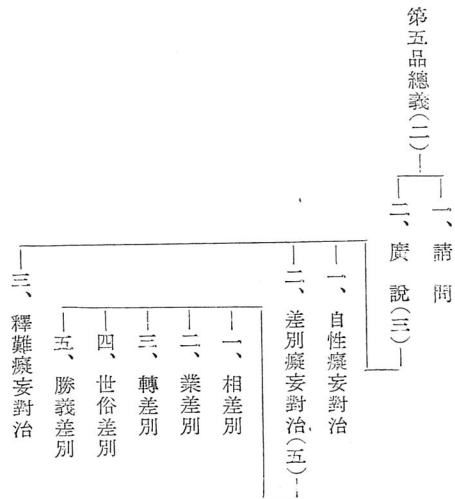 第五品總義(二)
一、請問
二、廣說(三)
一、自性癡妄對治
二、差別癡妄對治(五)
一、相差別
二、業差別
三、轉差別
四、世俗差別
五、勝義差別
三、釋難癡妄對治